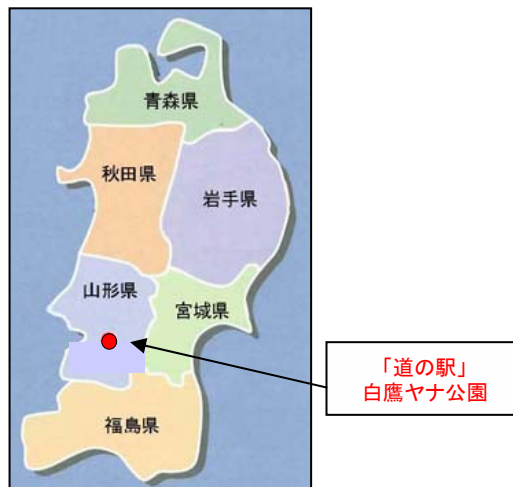 青森県
秋田県
岩手県
山形県
宮城県
福島県
「道の駅」
白鷹ヤナ公園